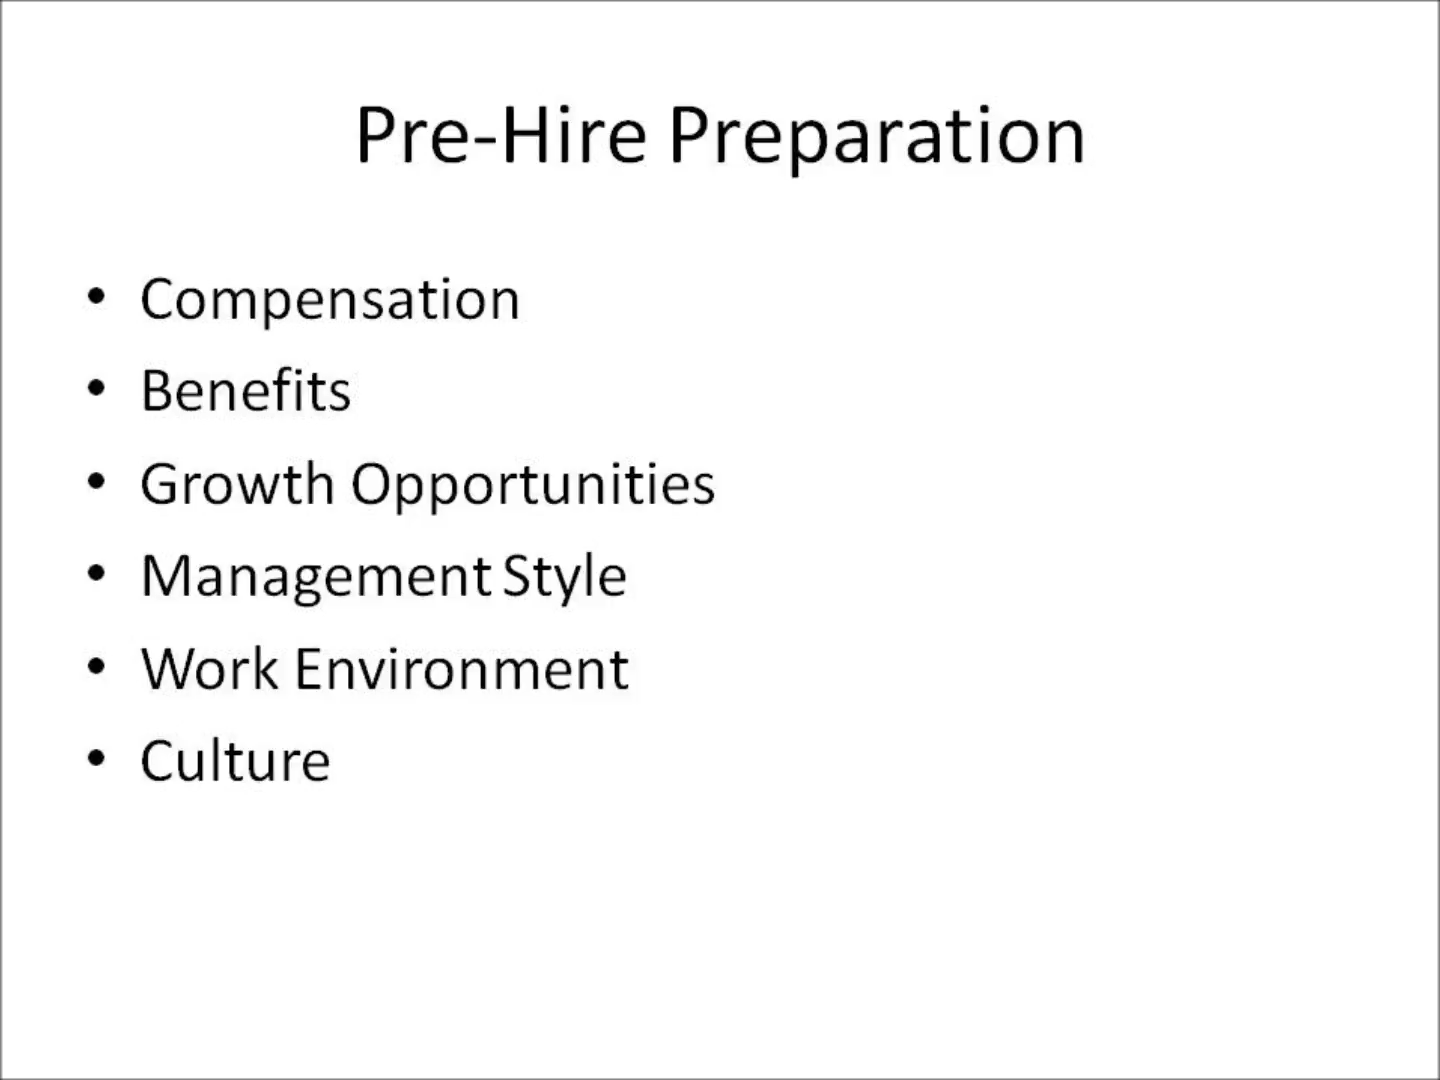 Pre-Hire Preparation
• Compensation
• Benefits
• Growth Opportunities
• Management Style
• Work Environment
• Culture